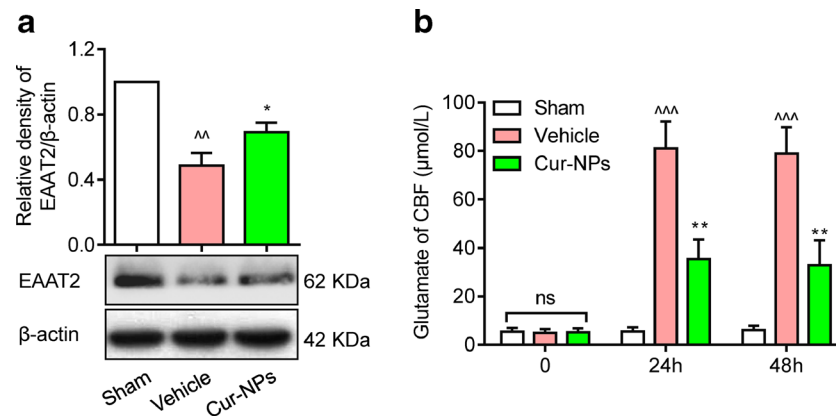 a
Relative density of
EAAT2/β-actin
1.2
0.8
0.4
0.0
^^
*
EAAT2
62 KDa
β-actin
42 KDa
Sham
Vehicle
Cur-NPs
b
Glutamate of CBF (μmol/L)
100
80
60
40
20
0
Sham
Vehicle
Cur-NPs
ns
^^^
**
^^^
**
0
24h
48h